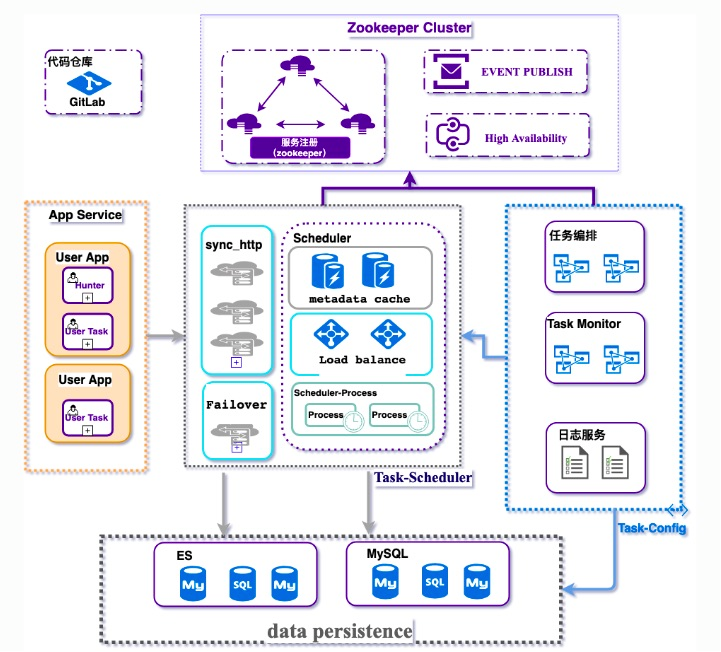 Zookeeper Cluster
代码仓库
GitLab
服务注册
(zookeeper)
EVENT PUBLISH
High Availability
App Service
User App
Hunter
User Task
User App
User Task
sync_http
Failover
Scheduler
metadata cache
Load balance
Scheduler-Process
Process
Process
Task-Scheduler
任务编排
Task Monitor
日志服务
Task-Config
ES
My
SQL
My
MySQL
My
SQL
My
data persistence